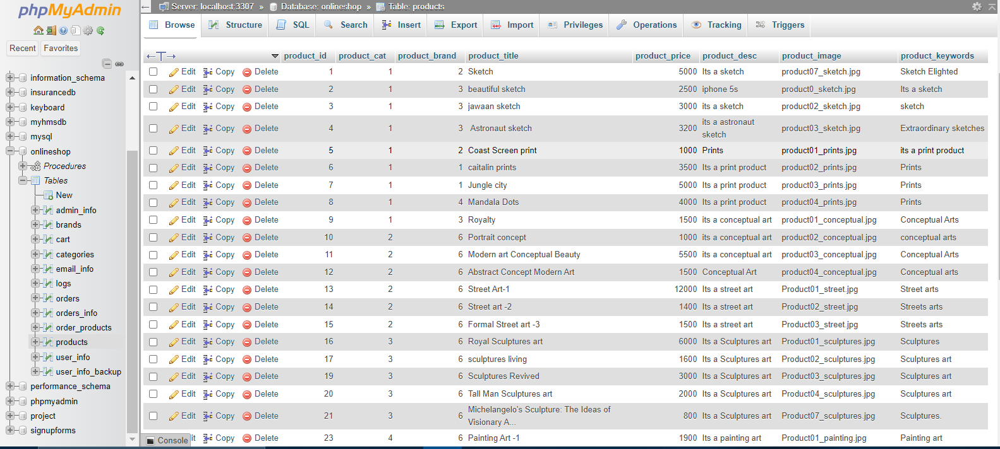 phpMyAdmin
Recent Favorites
information_schema
insurancedb
keyboard
myhmsdb
mysql
onlineshop
Procedures
Tables
New
admin_info
brands
cart
categories
email_info
logs
orders
orders_info
order_products
products
user_info
user_info_backup
performance_schema
phpmyadmin
project
signupforms
Server: localhost:3307 » Database: onlineshop » Table: products
Browse Structure SQL Search Insert Export Import Privileges Operations Tracking Triggers
product_id product_cat product_brand product_title product_price product_desc product_image product_keywords
Edit Copy Delete 1 1 2 Sketch 5000 Its a sketch product07_sketch.jpg Sketch Elighted
Edit Copy Delete 2 1 3 beautiful sketch 2500 iphone 5s product0_sketch.jpg Its a sketch
Edit Copy Delete 3 1 3 jawaan sketch 3000 its a sketch product02_sketch.jpg sketch
Edit Copy Delete 4 1 3 Astronaut sketch 3200 its a astronaut sketch product03_sketch.jpg Extraordinary sketches
Edit Copy Delete 5 1 2 Coast Screen print 1000 Prints product01_prints.jpg its a print product
Edit Copy Delete 6 1 1 caitalin prints 3500 Its a print product product02_prints.jpg Prints
Edit Copy Delete 7 1 1 Jungle city 5000 Its a print product product03_prints.jpg Prints
Edit Copy Delete 8 1 4 Mandala Dots 4000 Its a print product product04_prints.jpg Prints
Edit Copy Delete 9 1 3 Royalty 1500 its a conceptual art product01_conceptual.jpg Conceptual Arts
Edit Copy Delete 10 2 6 Portrait concept 1000 its a conceptual art product02_conceptual.jpg conceptual arts
Edit Copy Delete 11 2 6 Modern art Conceptual Beauty 5500 its a conceptual art product03_conceptual.jpg Conceptual Arts
Edit Copy Delete 12 2 6 Abstract Concept Modern Art 1500 Conceptual Art product04_conceptual.jpg Conceptual arts
Edit Copy Delete 13 2 6 Street Art-1 12000 Its a street art Product01_street.jpg Street arts
Edit Copy Delete 14 2 6 Street art -2 1400 Its a street art Product02_street.jpg Streets arts
Edit Copy Delete 15 2 6 Formal Street art -3 1500 Its a street art Product03_street.jpg Streets arts
Edit Copy Delete 16 3 6 Royal Sculptures art 6000 Its a Sculptures art Product01_sculptures.jpg Sculptures
Edit Copy Delete 17 3 6 sculptures living 1600 Its a Sculptures art Product02_sculptures.jpg Sculptures art
Edit Copy Delete 19 3 6 Sculptures Revived 3000 Its a Sculptures art Product03_sculptures.jpg Sculptures art
Edit Copy Delete 20 3 6 Tall Man Sculptures art 2000 Its a Sculptures art Product04_sculptures.jpg Sculptures art
Edit Copy Delete 21 3 6 Michelangelo's Sculpture: The Ideas of Visionary A... 800 Its a Sculptures art Product07_sculptures.jpg Sculptures.
Copy Delete 23 4 6 Painting Art -1 1900 Its a painting art Product01_painting.jpg Painting art
Console